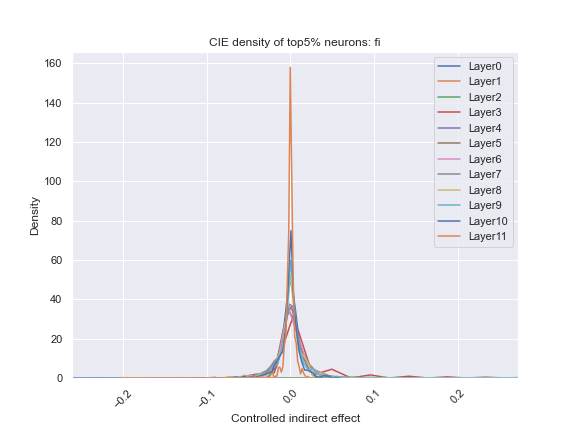 CIE density of top5% neurons: fi
160
140
120
100
80
60
40
20
0
Density
Layer0
Layer1
Layer2
Layer3
Layer4
Layer5
Layer6
Layer7
Layer8
Layer9
Layer10
Layer11
−0.2
−0.1
0.0
0.1
0.2
Controlled indirect effect